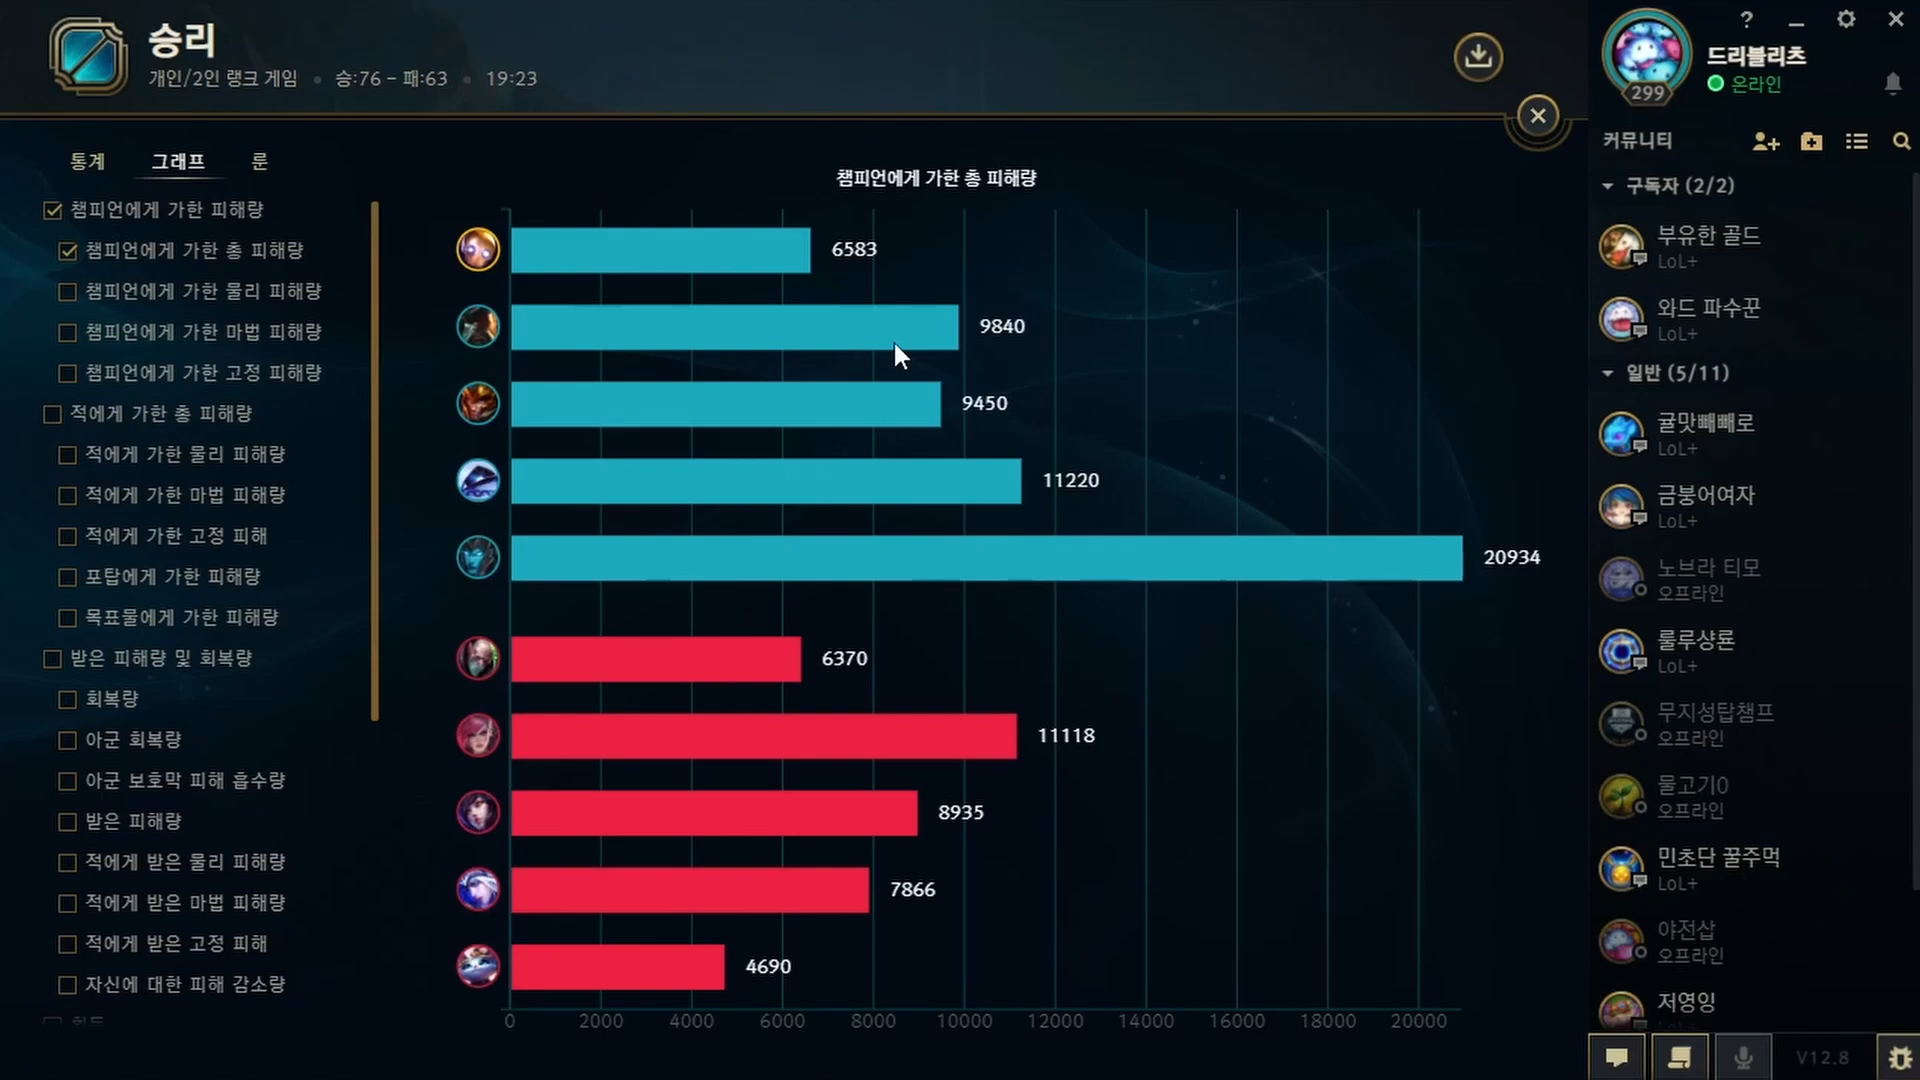 승리
개인/2인 랭크 게임 • 승:76 – 패:63 • 19:23
통계 그래프 룬
챔피언에게 가한 피해량
챔피언에게 가한 총 피해량
챔피언에게 가한 물리 피해량
챔피언에게 가한 마법 피해량
챔피언에게 가한 고정 피해량
적에게 가한 총 피해량
적에게 가한 물리 피해량
적에게 가한 마법 피해량
적에게 가한 고정 피해
포탑에게 가한 피해량
목표물에게 가한 피해량
받은 피해량 및 회복량
회복량
아군 회복량
아군 보호막 피해 흡수량
받은 피해량
적에게 받은 물리 피해량
적에게 받은 마법 피해량
적에게 받은 고정 피해
자신에 대한 피해 감소량
챔피언에게 가한 총 피해량
6583
9840
9450
11220
20934
6370
11118
8935
7866
4690
0 2000 4000 6000 8000 10000 12000 14000 16000 18000 20000
?
299
드리블리츠
온라인
커뮤니티
구독자 (2/2)
부유한 골드
LoL+
와드 파수꾼
LoL+
일반 (5/11)
귤맛빼빼로
LoL+
금붕어여자
LoL+
노브라 티모
오프라인
룰루샹룐
LoL+
무지성탑챔프
오프라인
물고기0
오프라인
민초단 꿀주먹
LoL+
야전삽
오프라인
저영잉
V12.8